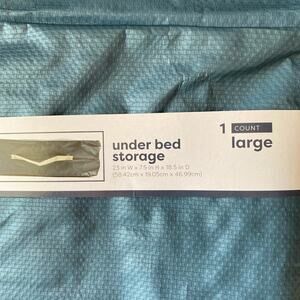 under bed
storage
23 in W x 7.5 in H x 18.5 in D
(58.42cm x 19.05cm x 46.99cm)
1 COUNT
large